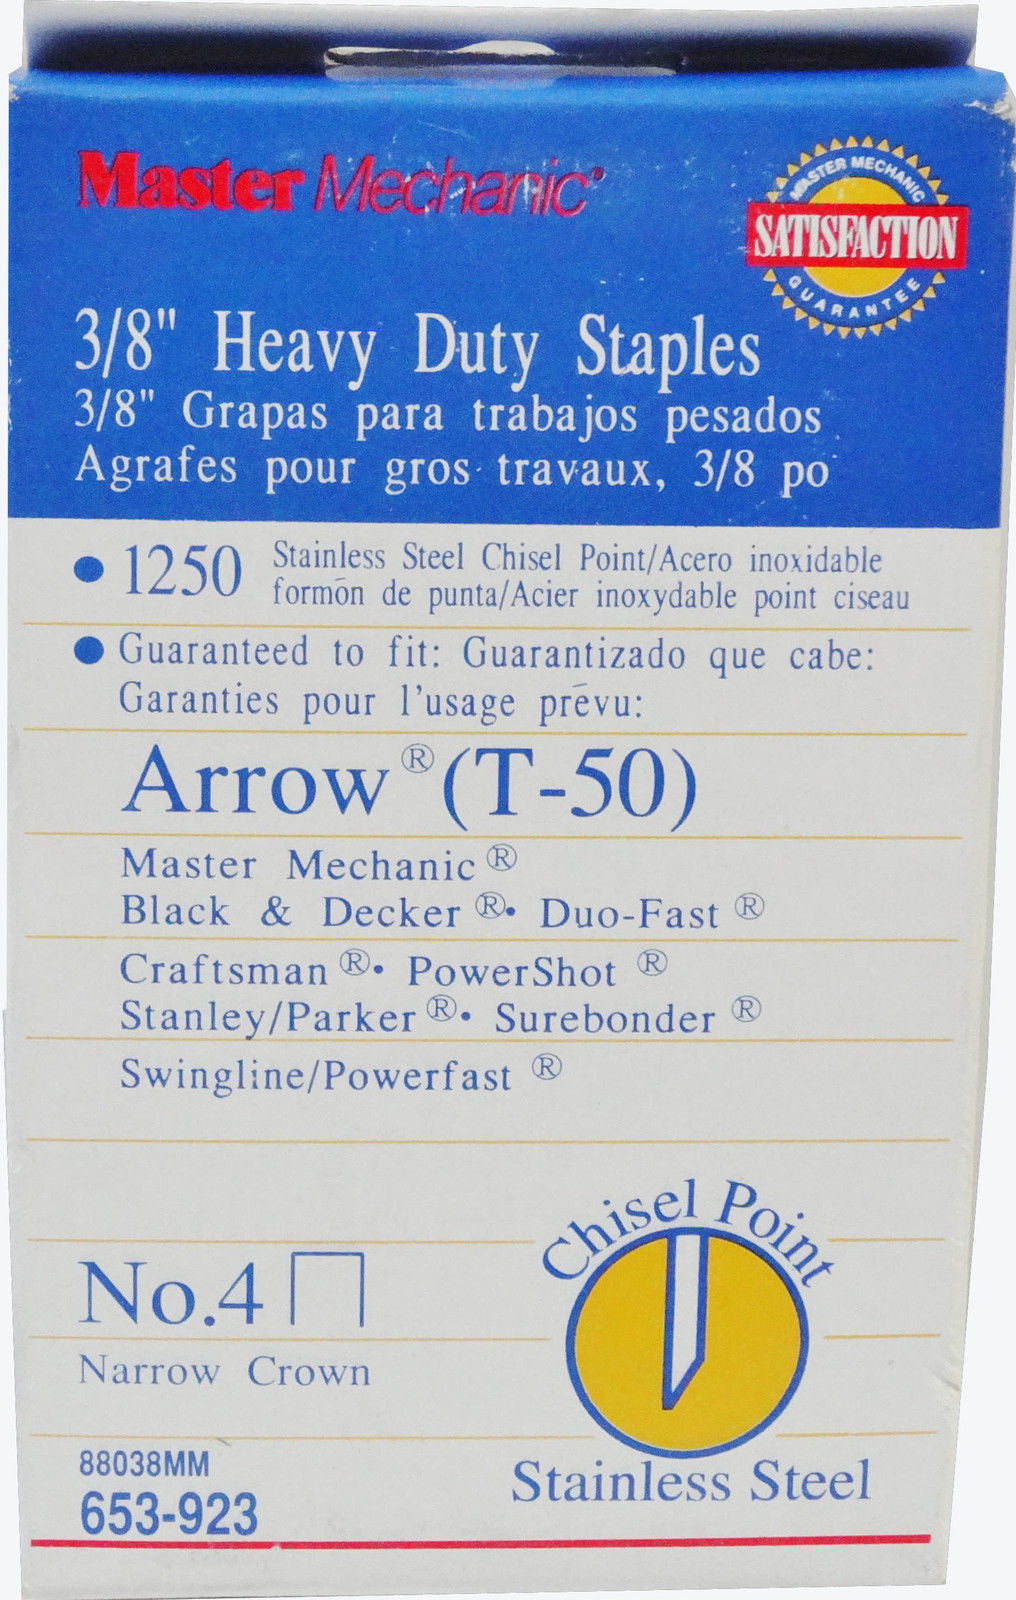 Master Mechanic®
MASTER MECHANIC
SATISFACTION
GUARANTEE
3/8" Heavy Duty Staples
3/8" Grapas para trabajos pesados
Agrafes pour gros travaux, 3/8 po
• 1250 Stainless Steel Chisel Point/Acero inoxidable
formōn de punta/Acier inoxydable point ciseau
• Guaranteed to fit: Guarantizado que cabe:
Garanties pour l'usage prēvu:
Arrow® (T-50)
Master Mechanic®
Black & Decker®• Duo-Fast®
Craftsman®• PowerShot®
Stanley/Parker®• Surebonder®
Swingline/Powerfast®
Chisel Point
No.4
Narrow Crown
Stainless Steel
88038MM
653-923